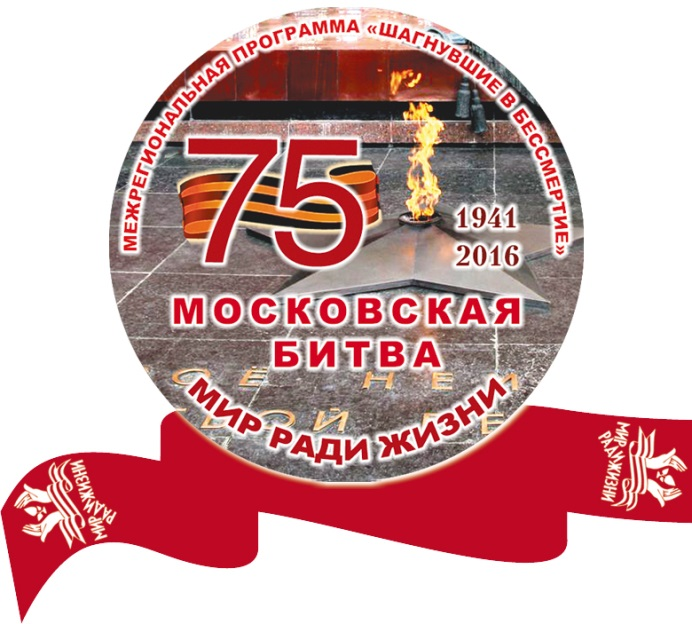 МЕЖРЕГИОНАЛЬНАЯ ПРОГРАММА «ШАГНУВШИЕ В БЕССМЕРТИЕ»
75
1941
2016
МОСКОВСКАЯ
БИТВА
МИР РАДИ ЖИЗНИ
МИР
РАДИ ЖИЗНИ
МИР
РАДИ ЖИЗНИ